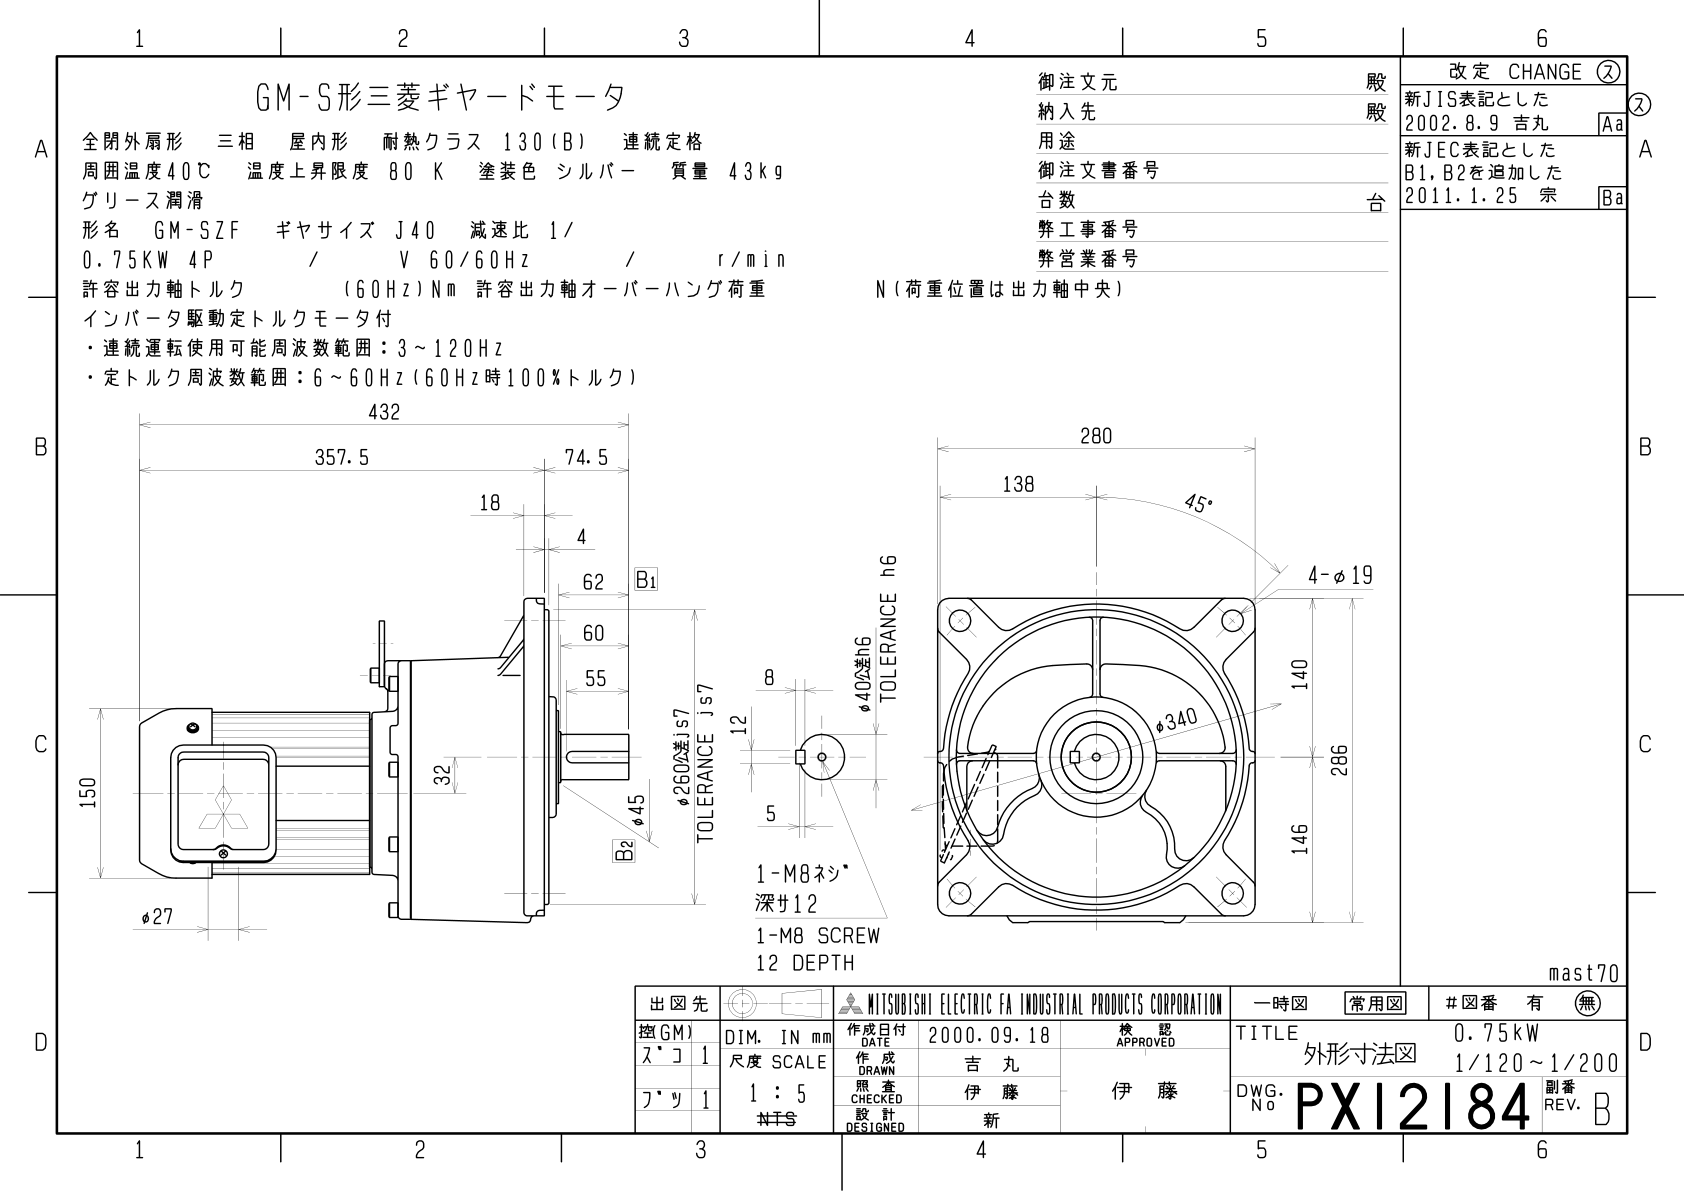 1 2 3 4 5 6
GM-S形三菱ギヤードモータ
全閉外扇形 三相 屋内形 耐熱クラス 130(B) 連続定格
周囲温度40℃ 温度上昇限度 80 K 塗装色 シルバー 質量 43kg
グリース潤滑
形名 GM-SZF ギヤサイズ J40 減速比 1/
0.75KW 4P / V 60/60Hz / r/min
許容出力軸トルク (60Hz)Nm 許容出力軸オーバーハング荷重 N(荷重位置は出力軸中央)
インバータ駆動定トルクモータ付
・連続運転使用可能周波数範囲:3~120Hz
・定トルク周波数範囲:6~60Hz(60Hz時100%トルク)
御注文元 殿
納入先 殿
用途
御注文書番号
台数 台
弊工事番号
弊営業番号
改定 CHANGE ス
新JIS表記とした
2002.8.9 吉丸 Aa
ス
新JEC表記とした
B1,B2を追加した
2011.1.25 宗 Ba
A
A
B
B
C
C
D
D
432
357.5
74.5
18
4
62
B1
60
55
32
150
φ27
φ45
B2
φ260公差js7
TOLERANCE js7
8
12
5
φ40公差h6
TOLERANCE h6
1-M8ネジ
深サ12
1-M8 SCREW
12 DEPTH
280
138
45°
4-φ19
φ340
140
286
146
mast70
出図先
控(GM)
スコ 1
ブツ 1
DIM. IN mm
尺度 SCALE
1 : 5
NTS
MITSUBISHI ELECTRIC FA INDUSTRIAL PRODUCTS CORPORATION
作成日付
DATE
2000.09.18
作成
DRAWN
吉丸
照査
CHECKED
伊藤
設計
DESIGNED
新
検認
APPROVED
伊藤
一時図 常用図 #図番 有 無
TITLE
外形寸法図
0.75kW
1/120~1/200
DWG.
No
PX12184
副番
REV. B
1 2 3 4 5 6